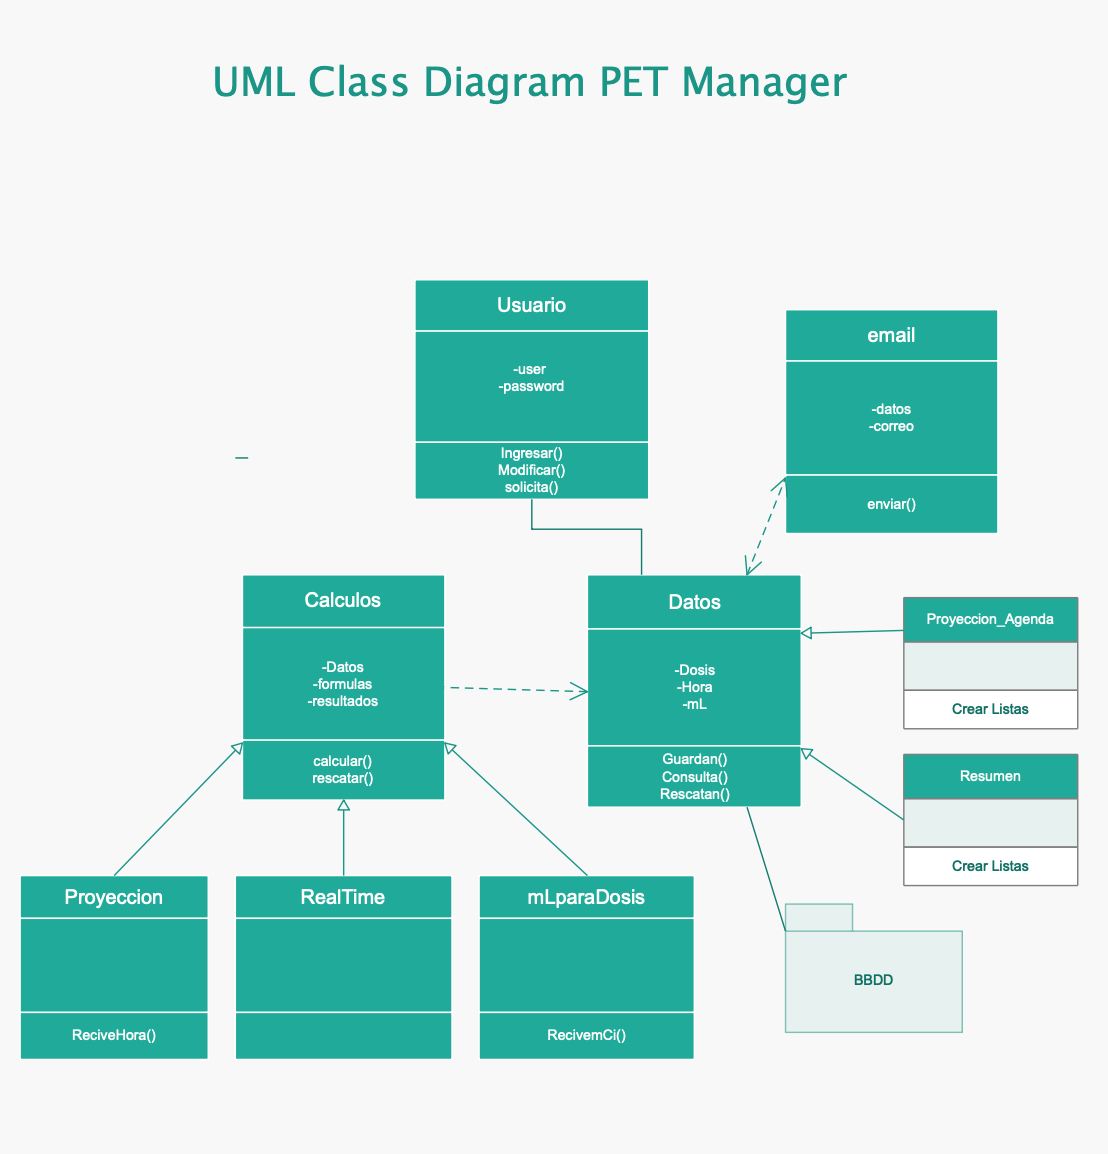 UML Class Diagram PET Manager
Usuario
-user
-password
Ingresar()
Modificar()
solicita()
email
-datos
-correo
enviar()
Calculos
-Datos
-formulas
-resultados
calcular()
rescatar()
Datos
-Dosis
-Hora
-mL
Guardan()
Consulta()
Rescatan()
Proyeccion_Agenda
Crear Listas
Resumen
Crear Listas
Proyeccion
ReciveHora()
RealTime
mLparaDosis
RecivemCi()
BBDD